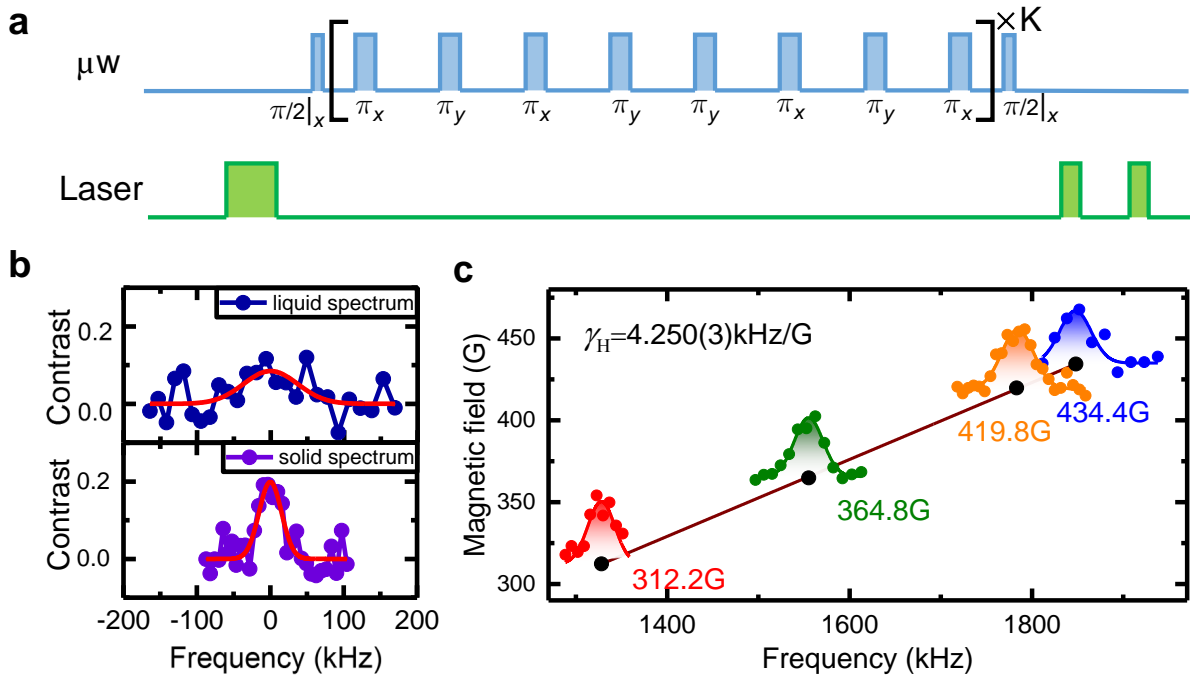 a
μw
π/2|x
πx πy πx πy πy πx πy πx
×K
π/2|x
Laser
b
liquid spectrum
Contrast
0.2
0.0
solid spectrum
Contrast
0.2
0.0
-200 -100 0 100 200
Frequency (kHz)
c
γH=4.250(3)kHz/G
Magnetic field (G)
450
400
350
300
312.2G
364.8G
419.8G
434.4G
1400 1600 1800
Frequency (kHz)